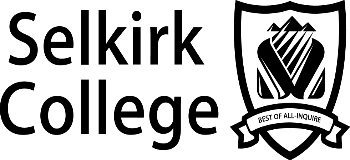 Selkirk
College
BEST OF ALL-INQUIRE